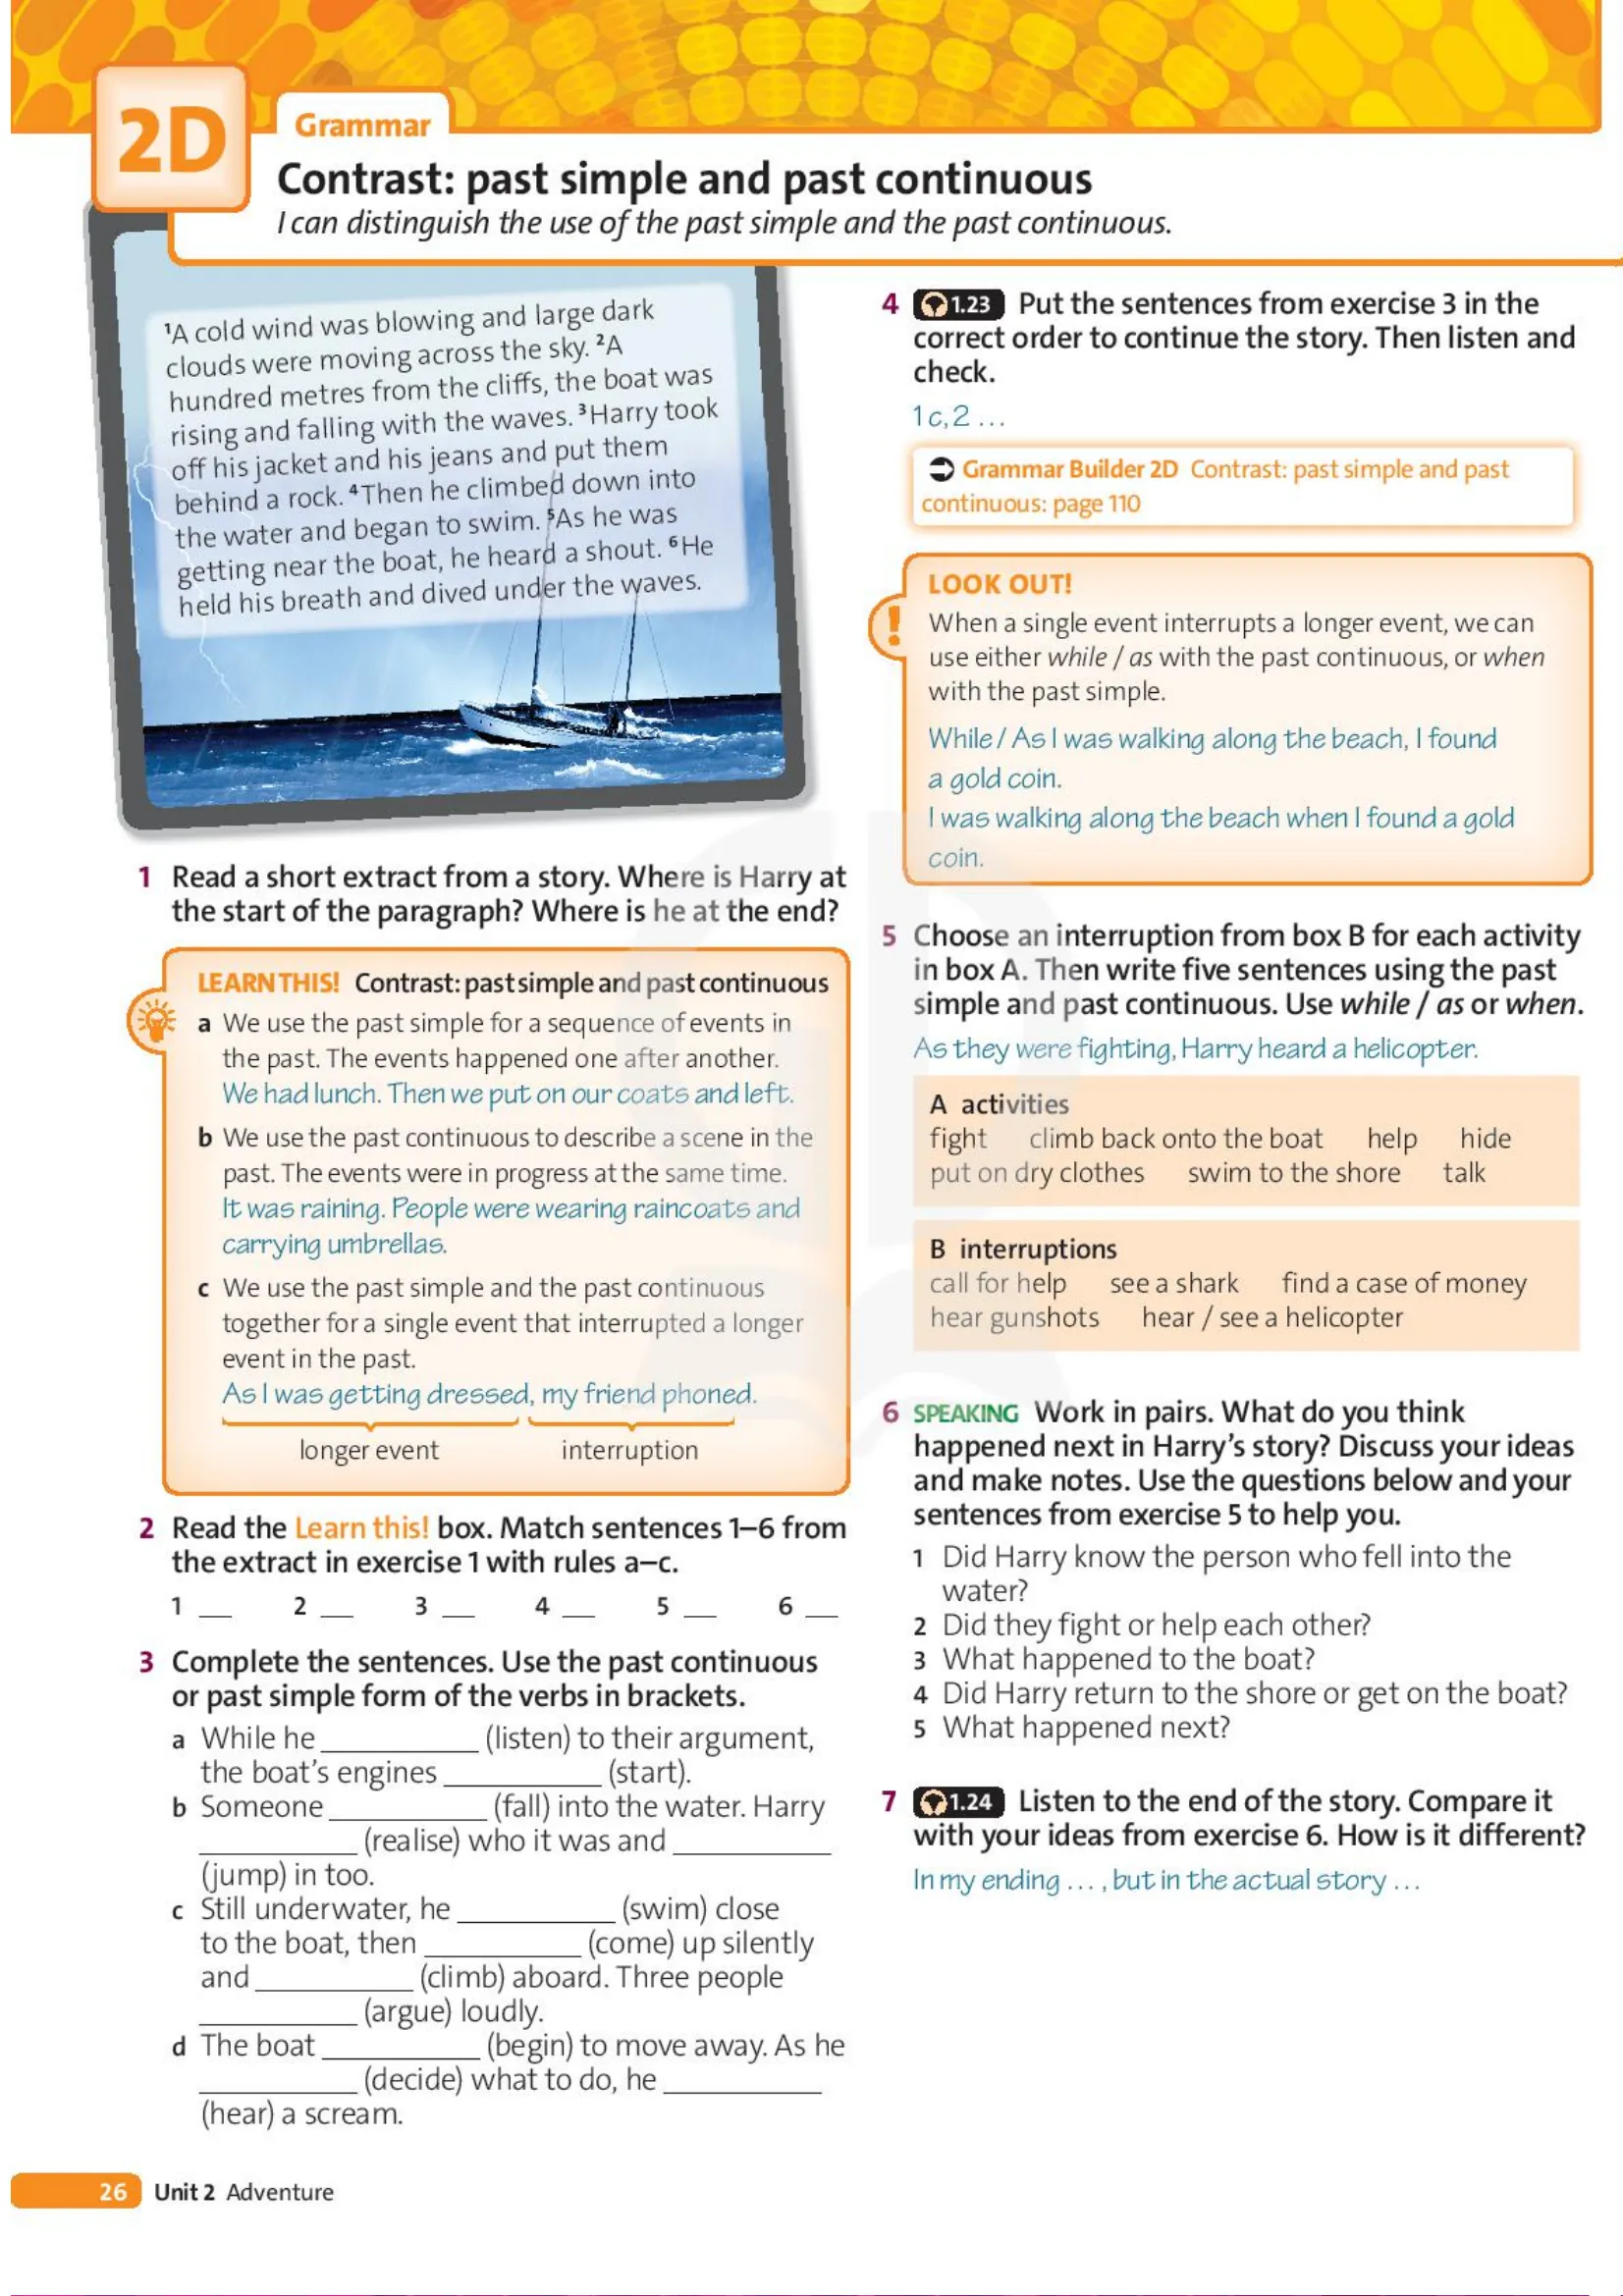 2D
Grammar
Contrast: past simple and past continuous
I can distinguish the use of the past simple and the past continuous.
¹A cold wind was blowing and large dark
clouds were moving across the sky. ²A
hundred metres from the cliffs, the boat was
rising and falling with the waves. ³Harry took
off his jacket and his jeans and put them
behind a rock. ⁴Then he climbed down into
the water and began to swim. ⁵As he was
getting near the boat, he heard a shout. ⁶He
held his breath and dived under the waves.
1 Read a short extract from a story. Where is Harry at
the start of the paragraph? Where is he at the end?
LEARN THIS! Contrast: past simple and past continuous
a We use the past simple for a sequence of events in
the past. The events happened one after another.
We had lunch. Then we put on our coats and left.
b We use the past continuous to describe a scene in the
past. The events were in progress at the same time.
It was raining. People were wearing raincoats and
carrying umbrellas.
c We use the past simple and the past continuous
together for a single event that interrupted a longer
event in the past.
As I was getting dressed, my friend phoned.
longer event interruption
2 Read the Learn this! box. Match sentences 1–6 from
the extract in exercise 1 with rules a–c.
1 __ 2 __ 3 __ 4 __ 5 __ 6 __
3 Complete the sentences. Use the past continuous
or past simple form of the verbs in brackets.
a While he __________ (listen) to their argument,
the boat's engines __________ (start).
b Someone __________ (fall) into the water. Harry
__________ (realise) who it was and __________
(jump) in too.
c Still underwater, he __________ (swim) close
to the boat, then __________ (come) up silently
and __________ (climb) aboard. Three people
__________ (argue) loudly.
d The boat __________ (begin) to move away. As he
__________ (decide) what to do, he __________
(hear) a scream.
4 1.23 Put the sentences from exercise 3 in the
correct order to continue the story. Then listen and
check.
1 c, 2 ...
Grammar Builder 2D Contrast: past simple and past
continuous: page 110
LOOK OUT!
!
When a single event interrupts a longer event, we can
use either while / as with the past continuous, or when
with the past simple.
While / As I was walking along the beach, I found
a gold coin.
I was walking along the beach when I found a gold
coin.
5 Choose an interruption from box B for each activity
in box A. Then write five sentences using the past
simple and past continuous. Use while / as or when.
As they were fighting, Harry heard a helicopter.
A activities
fight climb back onto the boat help hide
put on dry clothes swim to the shore talk
B interruptions
call for help see a shark find a case of money
hear gunshots hear / see a helicopter
6 SPEAKING Work in pairs. What do you think
happened next in Harry's story? Discuss your ideas
and make notes. Use the questions below and your
sentences from exercise 5 to help you.
1 Did Harry know the person who fell into the
water?
2 Did they fight or help each other?
3 What happened to the boat?
4 Did Harry return to the shore or get on the boat?
5 What happened next?
7 1.24 Listen to the end of the story. Compare it
with your ideas from exercise 6. How is it different?
In my ending ... , but in the actual story ...
26 Unit 2 Adventure